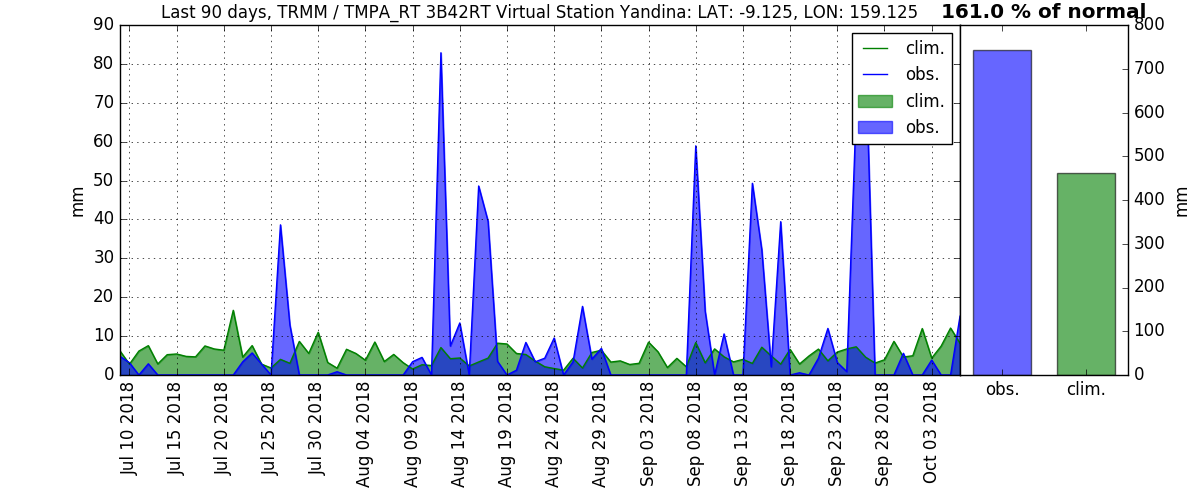 Last 90 days, TRMM / TMPA_RT 3B42RT Virtual Station Yandina: LAT: -9.125, LON: 159.125
161.0 % of normal
90
80
70
60
50
40
30
20
10
0
mm
clim.
obs.
clim.
obs.
Jul 10 2018
Jul 15 2018
Jul 20 2018
Jul 25 2018
Jul 30 2018
Aug 04 2018
Aug 09 2018
Aug 14 2018
Aug 19 2018
Aug 24 2018
Aug 29 2018
Sep 03 2018
Sep 08 2018
Sep 13 2018
Sep 18 2018
Sep 23 2018
Sep 28 2018
Oct 03 2018
800
700
600
500
400
300
200
100
0
mm
obs.
clim.